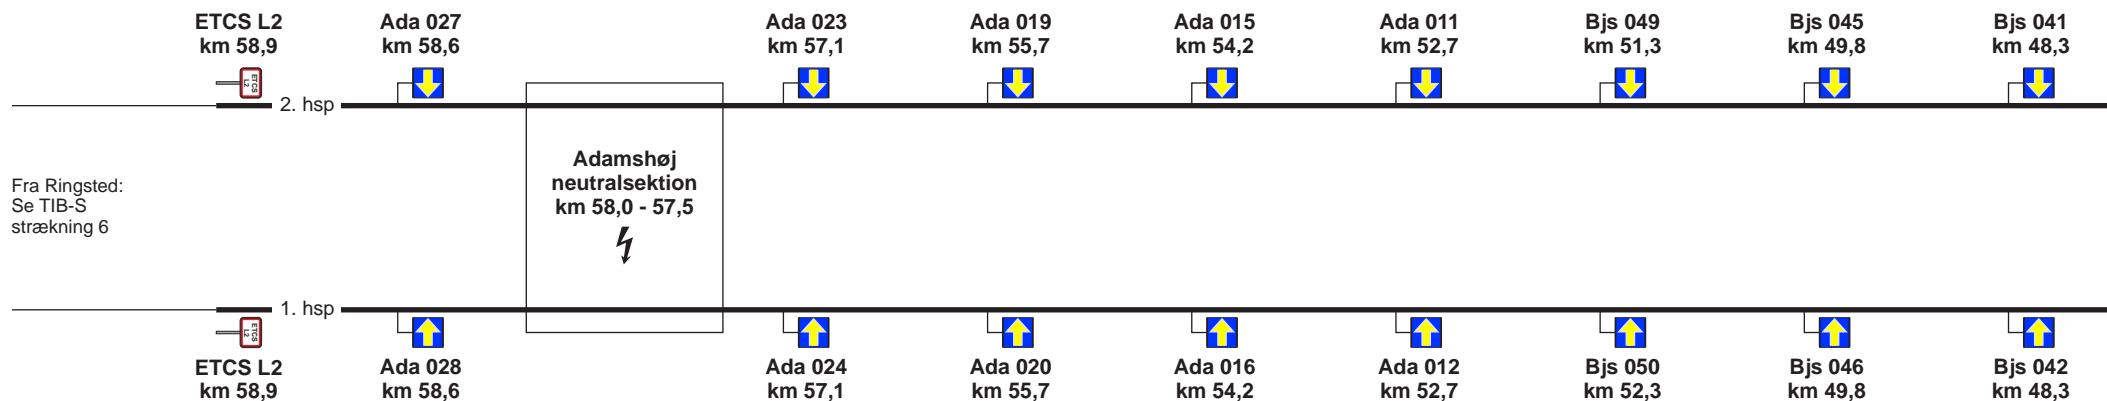 ETCS L2
km 58,9
Ada 027
km 58,6
Ada 023
km 57,1
Ada 019
km 55,7
Ada 015
km 54,2
Ada 011
km 52,7
Bjs 049
km 51,3
Bjs 045
km 49,8
Bjs 041
km 48,3
ETCS
L2
2. hsp
Adamshøj
neutralsektion
km 58,0 - 57,5
Fra Ringsted:
Se TIB-S
strækning 6
1. hsp
ETCS
L2
ETCS L2
km 58,9
Ada 028
km 58,6
Ada 024
km 57,1
Ada 020
km 55,7
Ada 016
km 54,2
Ada 012
km 52,7
Bjs 050
km 52,3
Bjs 046
km 49,8
Bjs 042
km 48,3